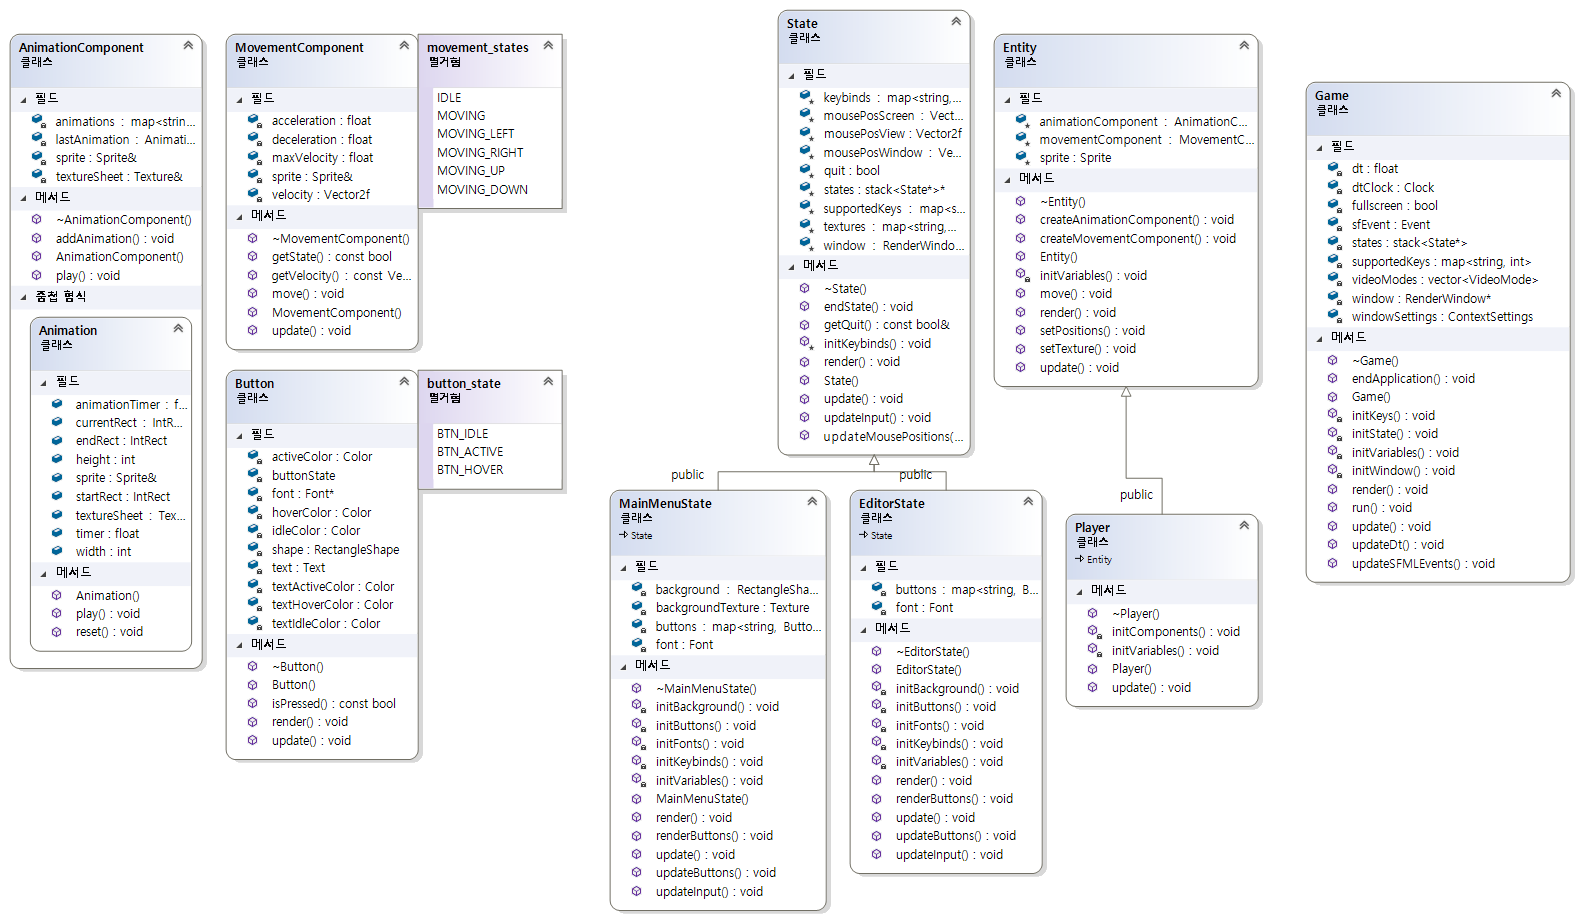 AnimationComponent
클래스
필드
animations : map<strin...
lastAnimation : Animati...
sprite : Sprite&
textureSheet : Texture&
메서드
~AnimationComponent()
addAnimation() : void
AnimationComponent()
play() : void
중첩 형식
Animation
클래스
필드
animationTimer : f...
currentRect : IntR...
endRect : IntRect
height : int
sprite : Sprite&
startRect : IntRect
textureSheet : Tex...
timer : float
width : int
메서드
Animation()
play() : void
reset() : void
MovementComponent
클래스
필드
acceleration : float
deceleration : float
maxVelocity : float
sprite : Sprite&
velocity : Vector2f
메서드
~MovementComponent()
getState() : const bool
getVelocity() : const Ve...
move() : void
MovementComponent()
update() : void
movement_states
열거형
IDLE
MOVING
MOVING_LEFT
MOVING_RIGHT
MOVING_UP
MOVING_DOWN
Button
클래스
필드
activeColor : Color
buttonState
font : Font*
hoverColor : Color
idleColor : Color
shape : RectangleShape
text : Text
textActiveColor : Color
textHoverColor : Color
textIdleColor : Color
메서드
~Button()
Button()
isPressed() : const bool
render() : void
update() : void
button_state
열거형
BTN_IDLE
BTN_ACTIVE
BTN_HOVER
State
클래스
필드
keybinds : map<string,...
mousePosScreen : Vect...
mousePosView : Vector2f
mousePosWindow : Ve...
quit : bool
states : stack<State*>*
supportedKeys : map<s...
textures : map<string,...
window : RenderWindo...
메서드
~State()
endState() : void
getQuit() : const bool&
initKeybinds() : void
render() : void
State()
update() : void
updateInput() : void
updateMousePositions(...
public
public
MainMenuState
클래스
State
필드
background : RectangleSha...
backgroundTexture : Texture
buttons : map<string, Butto...
font : Font
메서드
~MainMenuState()
initBackground() : void
initButtons() : void
initFonts() : void
initKeybinds() : void
initVariables() : void
MainMenuState()
render() : void
renderButtons() : void
update() : void
updateButtons() : void
updateInput() : void
EditorState
클래스
State
필드
buttons : map<string, B...
font : Font
메서드
~EditorState()
EditorState()
initBackground() : void
initButtons() : void
initFonts() : void
initKeybinds() : void
initVariables() : void
render() : void
renderButtons() : void
update() : void
updateButtons() : void
updateInput() : void
Entity
클래스
필드
animationComponent : AnimationC...
movementComponent : MovementC...
sprite : Sprite
메서드
~Entity()
createAnimationComponent() : void
createMovementComponent() : void
Entity()
initVariables() : void
move() : void
render() : void
setPositions() : void
setTexture() : void
update() : void
public
Player
클래스
Entity
메서드
~Player()
initComponents() : void
initVariables() : void
Player()
update() : void
Game
클래스
필드
dt : float
dtClock : Clock
fullscreen : bool
sfEvent : Event
states : stack<State*>
supportedKeys : map<string, int>
videoModes : vector<VideoMode>
window : RenderWindow*
windowSettings : ContextSettings
메서드
~Game()
endApplication() : void
Game()
initKeys() : void
initState() : void
initVariables() : void
initWindow() : void
render() : void
run() : void
update() : void
updateDt() : void
updateSFMLEvents() : void